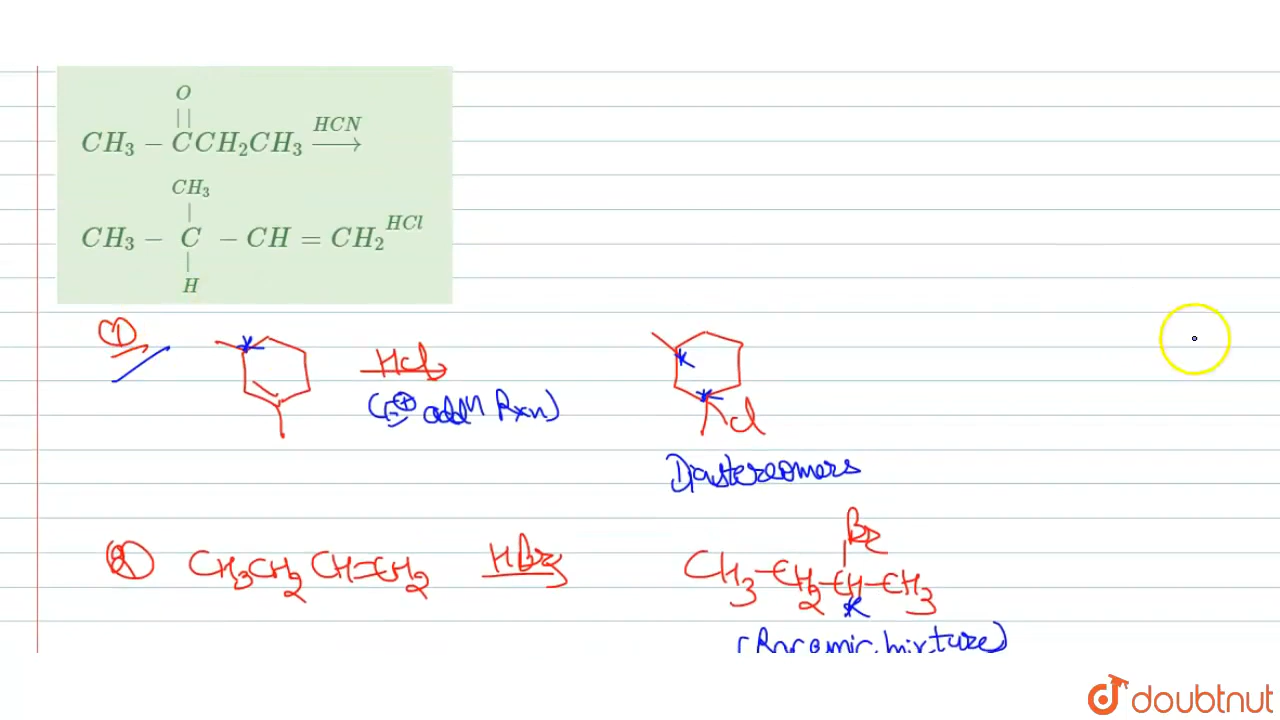 O
||
CH₃ – CCH₂CH₃ HCN →
CH₃
|
CH₃ – C – CH = CH₂ HCl
|
H
① HCl
(E⊕ addⁿ Rxn)
Cl
Diastereomers
② CH₃CH₂CH=CH₂ HBr
Br
CH₃–CH₂–CH–CH₃
(Racemic mixture)
doubtnut